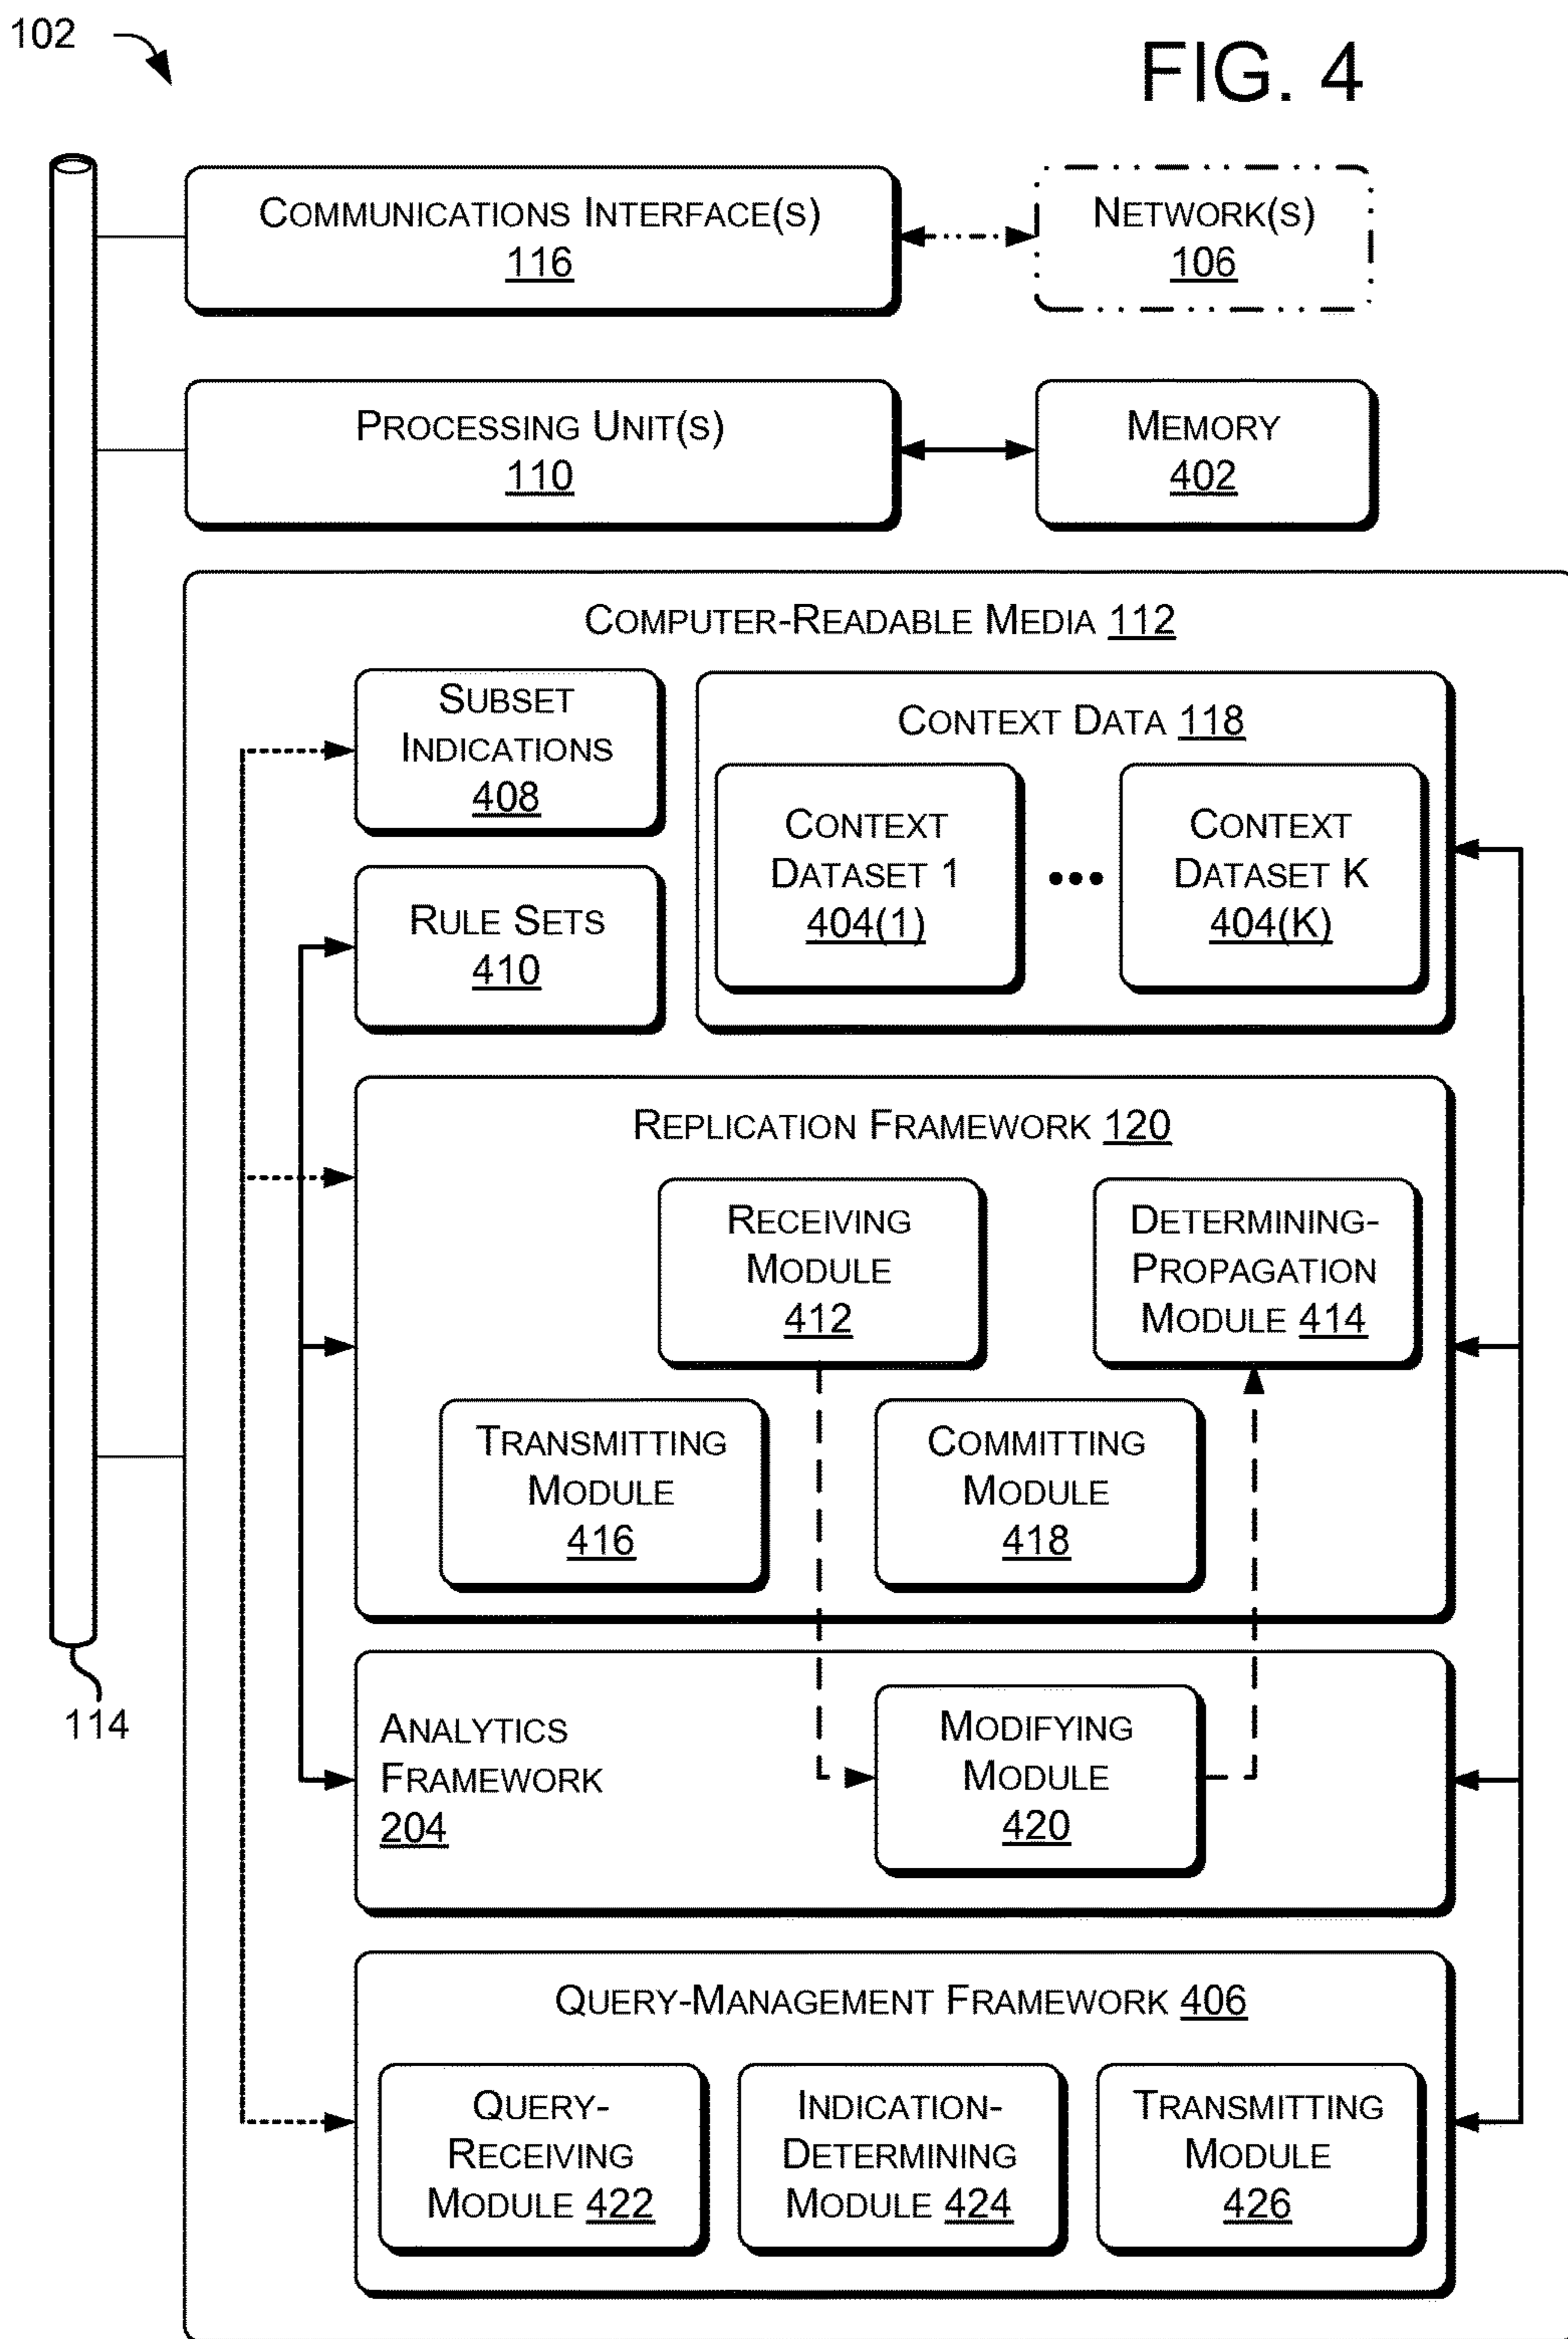 102
FIG. 4
COMMUNICATIONS INTERFACE(S)
116
NETWORK(S)
106
PROCESSING UNIT(S)
110
MEMORY
402
COMPUTER-READABLE MEDIA 112
SUBSET
INDICATIONS
408
CONTEXT DATA 118
CONTEXT
DATASET 1
404(1)
•••
CONTEXT
DATASET K
404(K)
RULE SETS
410
REPLICATION FRAMEWORK 120
RECEIVING
MODULE
412
DETERMINING-
PROPAGATION
MODULE 414
TRANSMITTING
MODULE
416
COMMITTING
MODULE
418
114
ANALYTICS
FRAMEWORK
204
MODIFYING
MODULE
420
QUERY-MANAGEMENT FRAMEWORK 406
QUERY-
RECEIVING
MODULE 422
INDICATION-
DETERMINING
MODULE 424
TRANSMITTING
MODULE
426